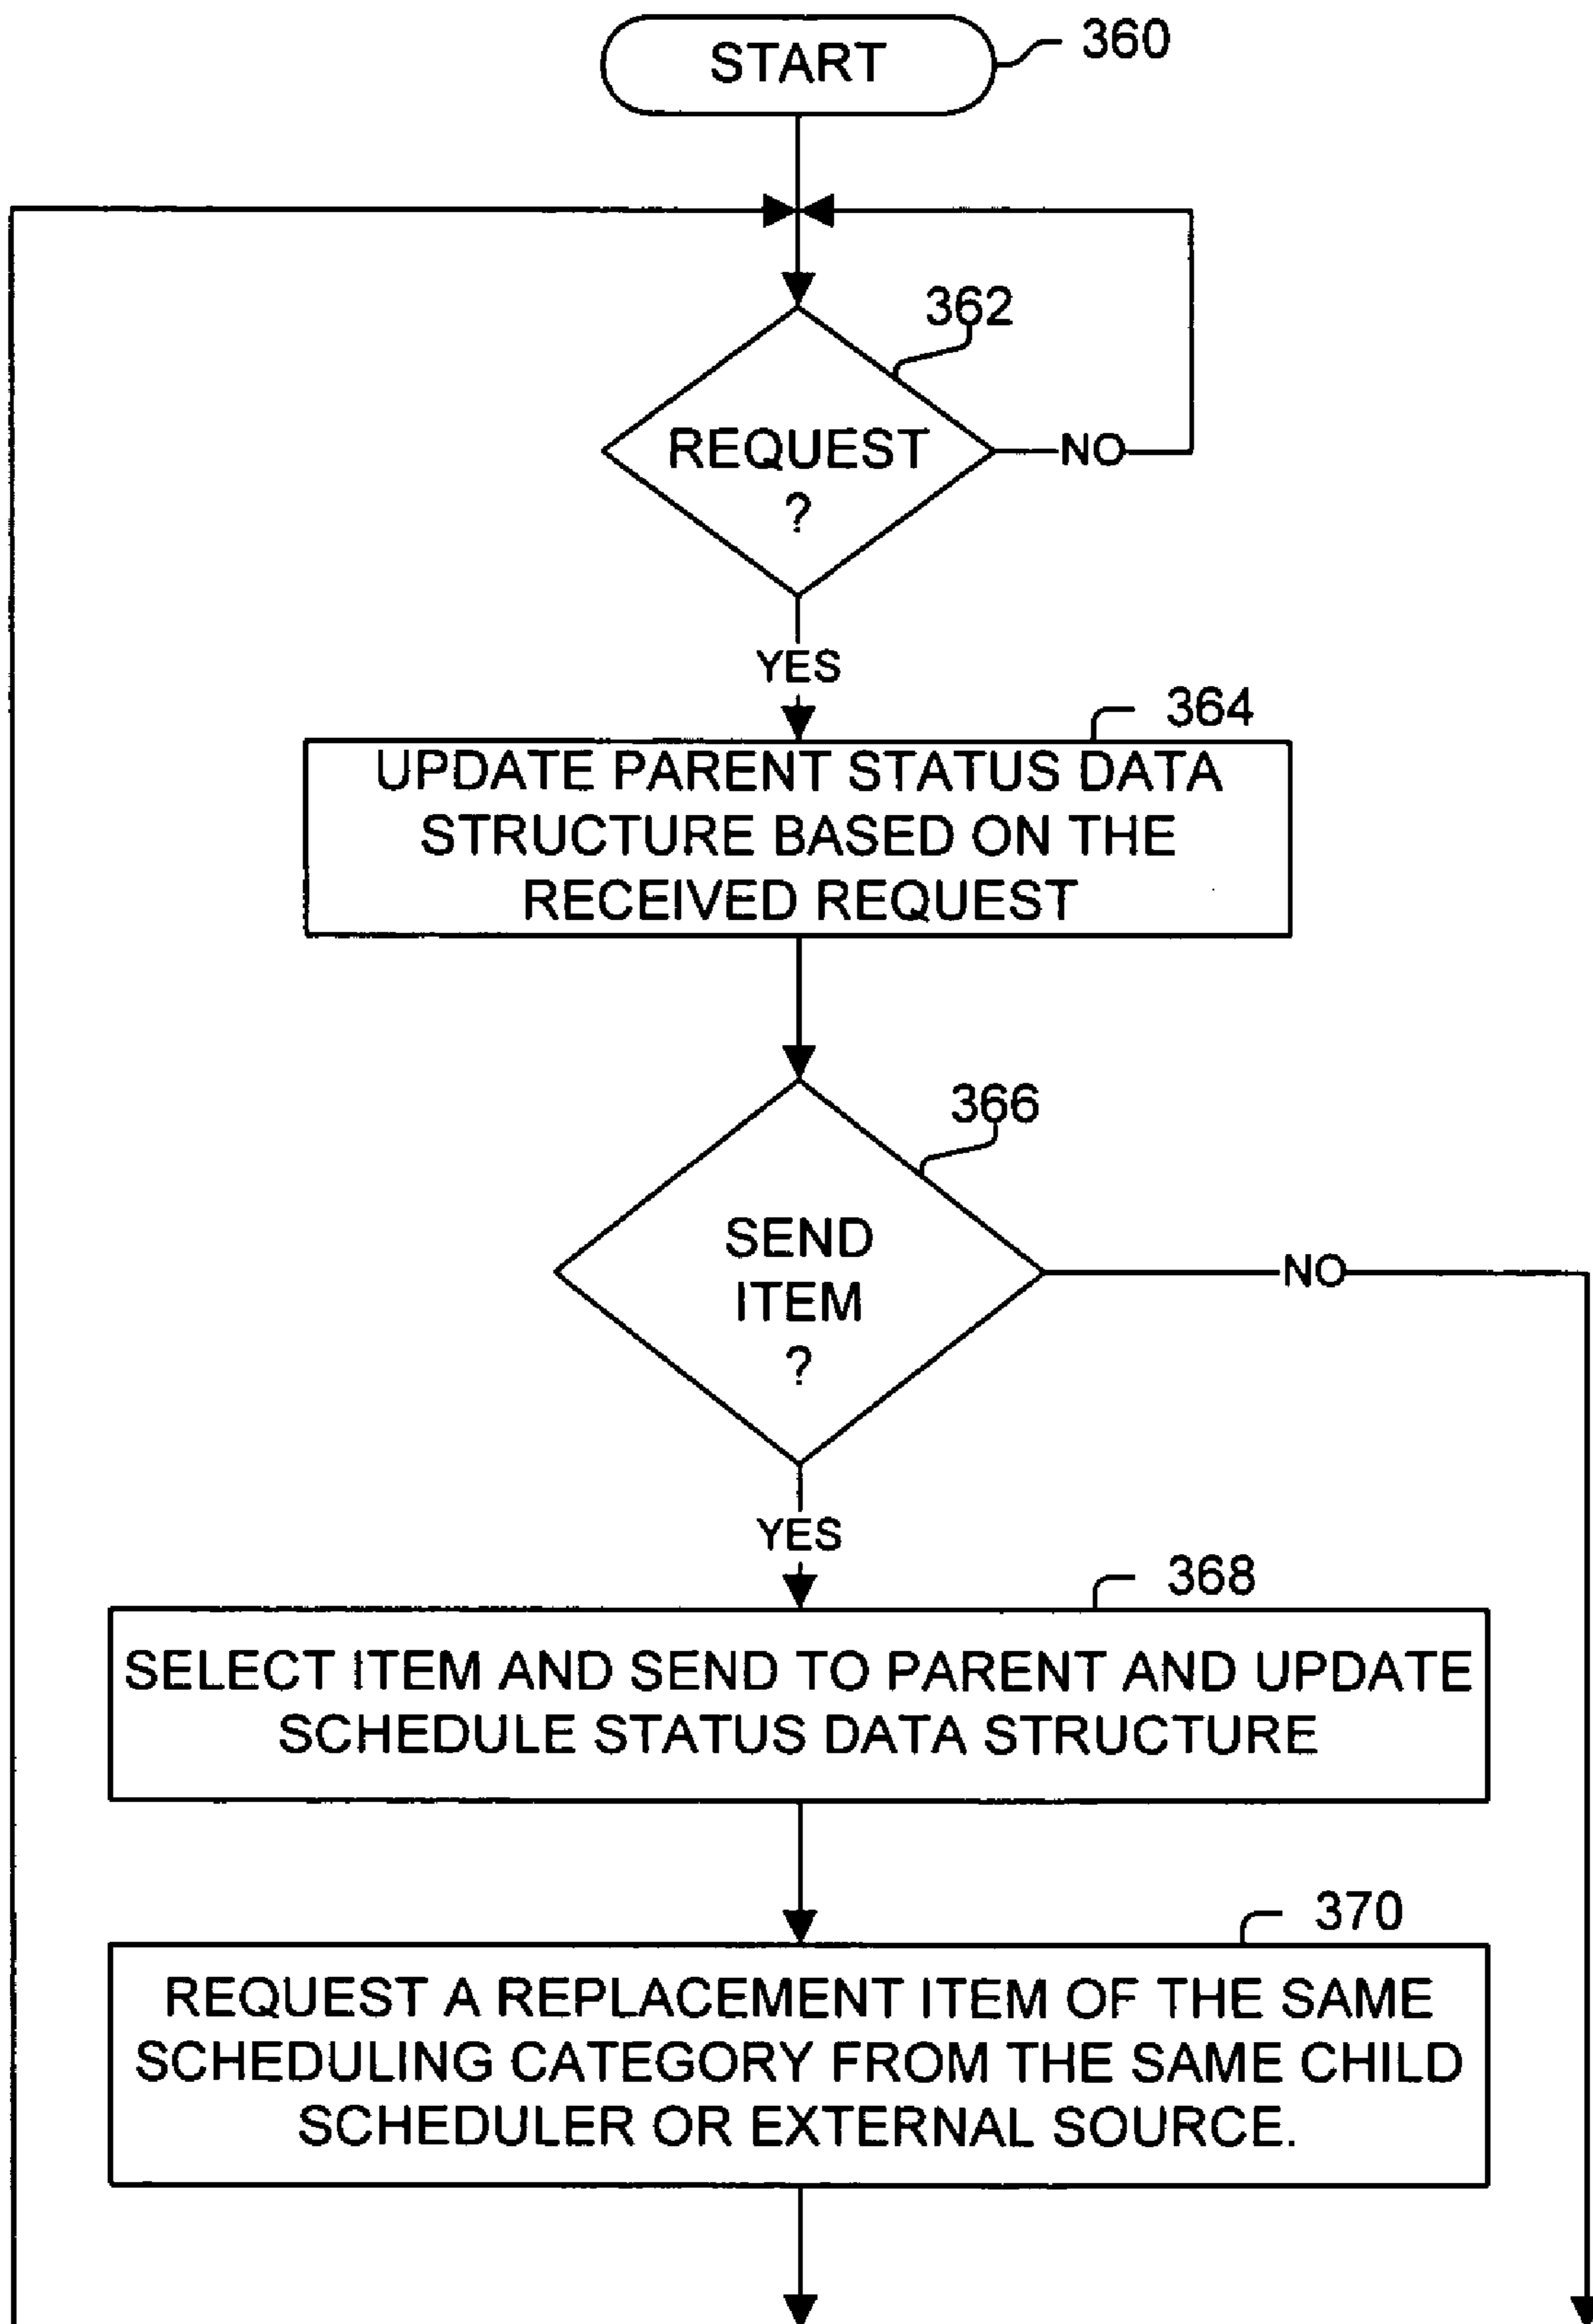 START
360
362
REQUEST
?
NO
YES
364
UPDATE PARENT STATUS DATA
STRUCTURE BASED ON THE
RECEIVED REQUEST
366
SEND
ITEM
?
NO
YES
368
SELECT ITEM AND SEND TO PARENT AND UPDATE
SCHEDULE STATUS DATA STRUCTURE
370
REQUEST A REPLACEMENT ITEM OF THE SAME
SCHEDULING CATEGORY FROM THE SAME CHILD
SCHEDULER OR EXTERNAL SOURCE.